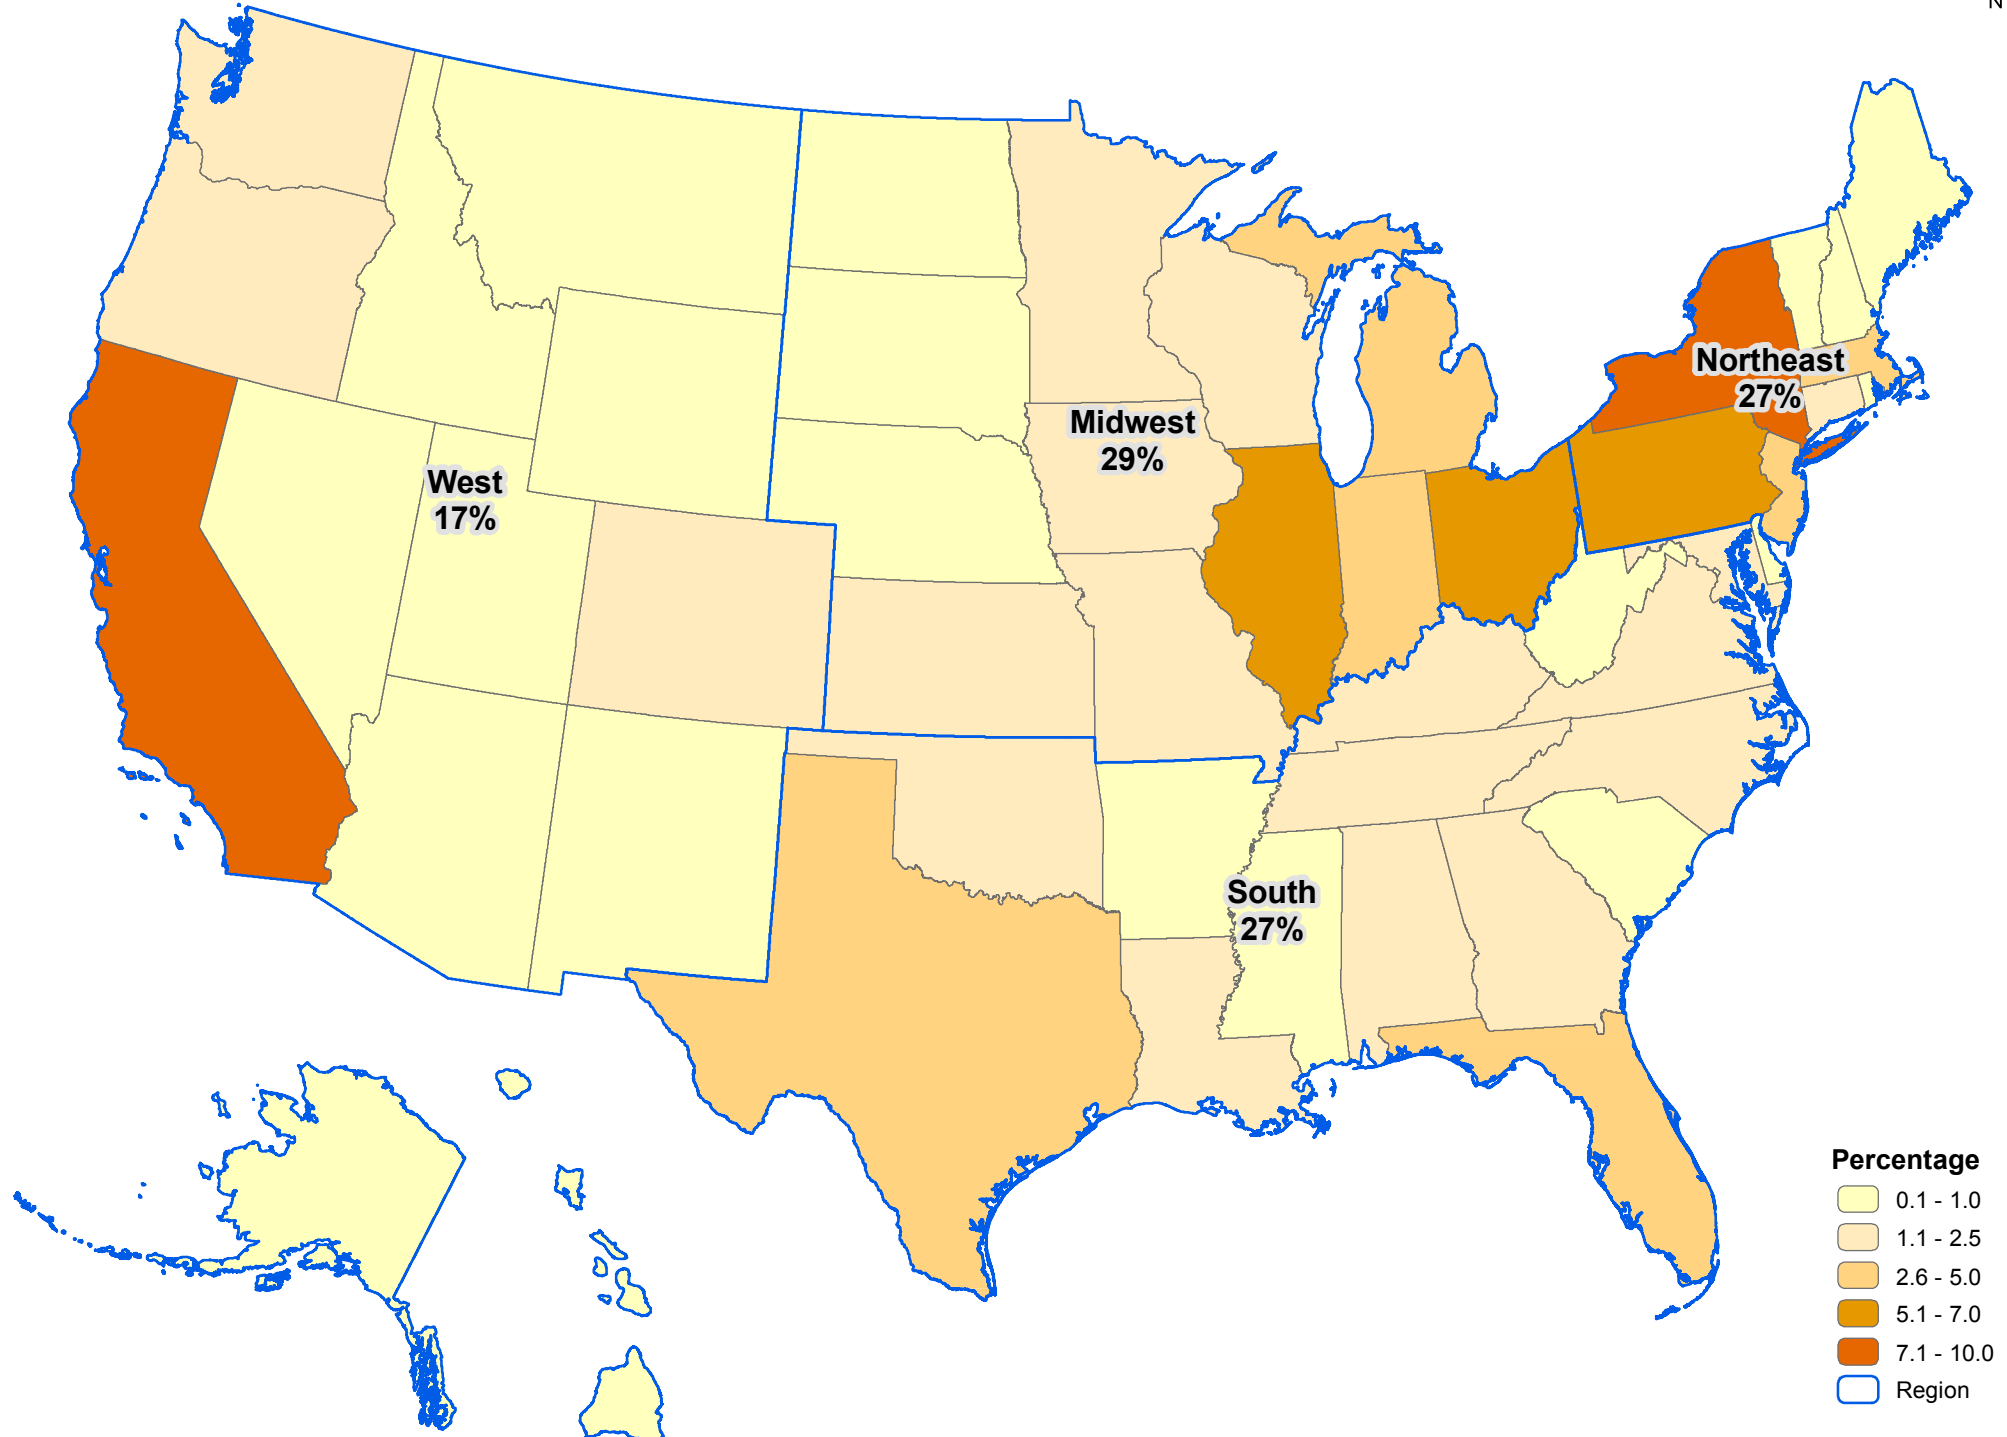 N
Northeast
27%
Midwest
29%
West
17%
South
27%
Percentage
0.1 - 1.0
1.1 - 2.5
2.6 - 5.0
5.1 - 7.0
7.1 - 10.0
Region